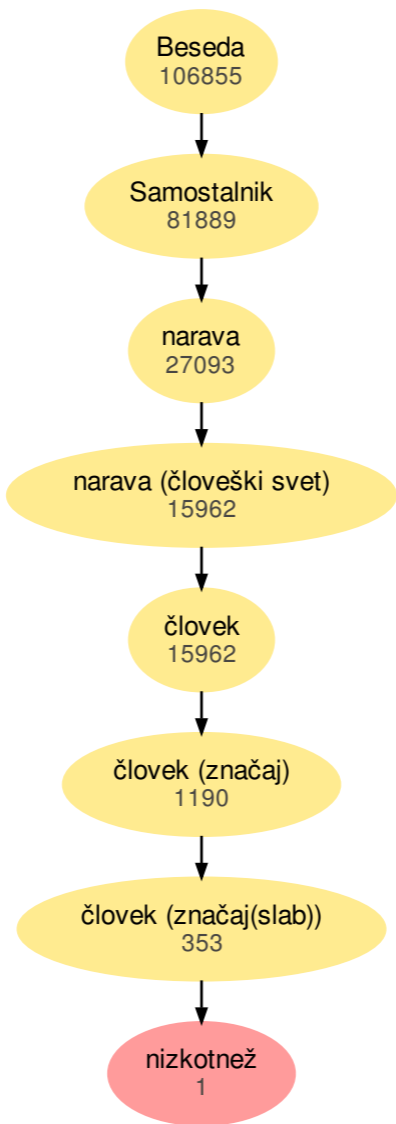 Beseda
106855
Samostalnik
81889
narava
27093
narava (človeški svet)
15962
človek
15962
človek (značaj)
1190
človek (značaj(slab))
353
nizkotnež
1